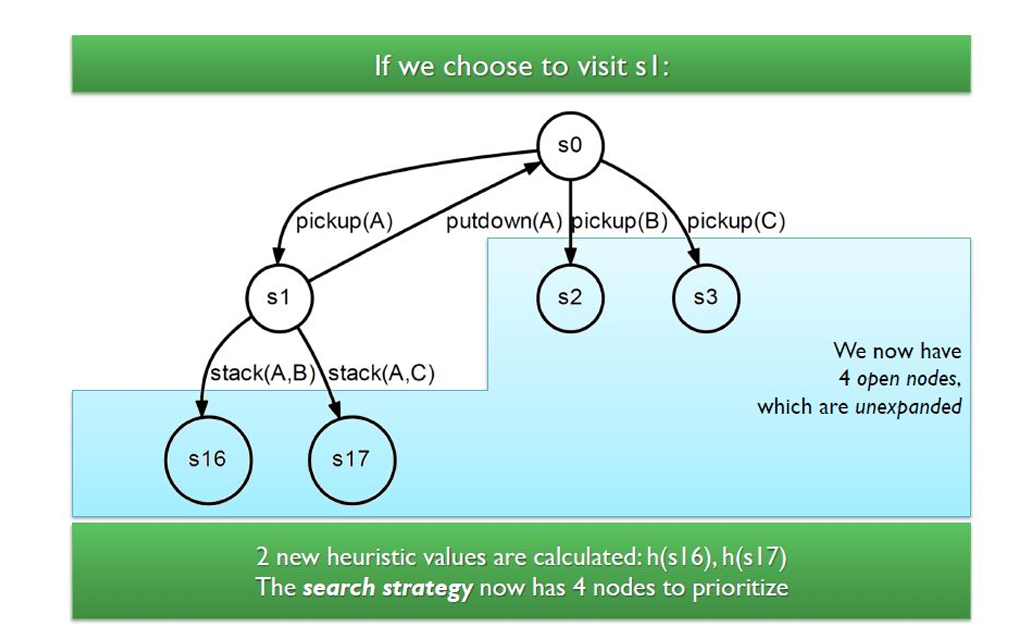 If we choose to visit s1:
s0
pickup(A)
putdown(A)
pickup(B)
pickup(C)
s1
s2
s3
We now have
4 open nodes,
which are unexpanded
stack(A,B)
stack(A,C)
s16
s17
2 new heuristic values are calculated: h(s16), h(s17)
The search strategy now has 4 nodes to prioritize